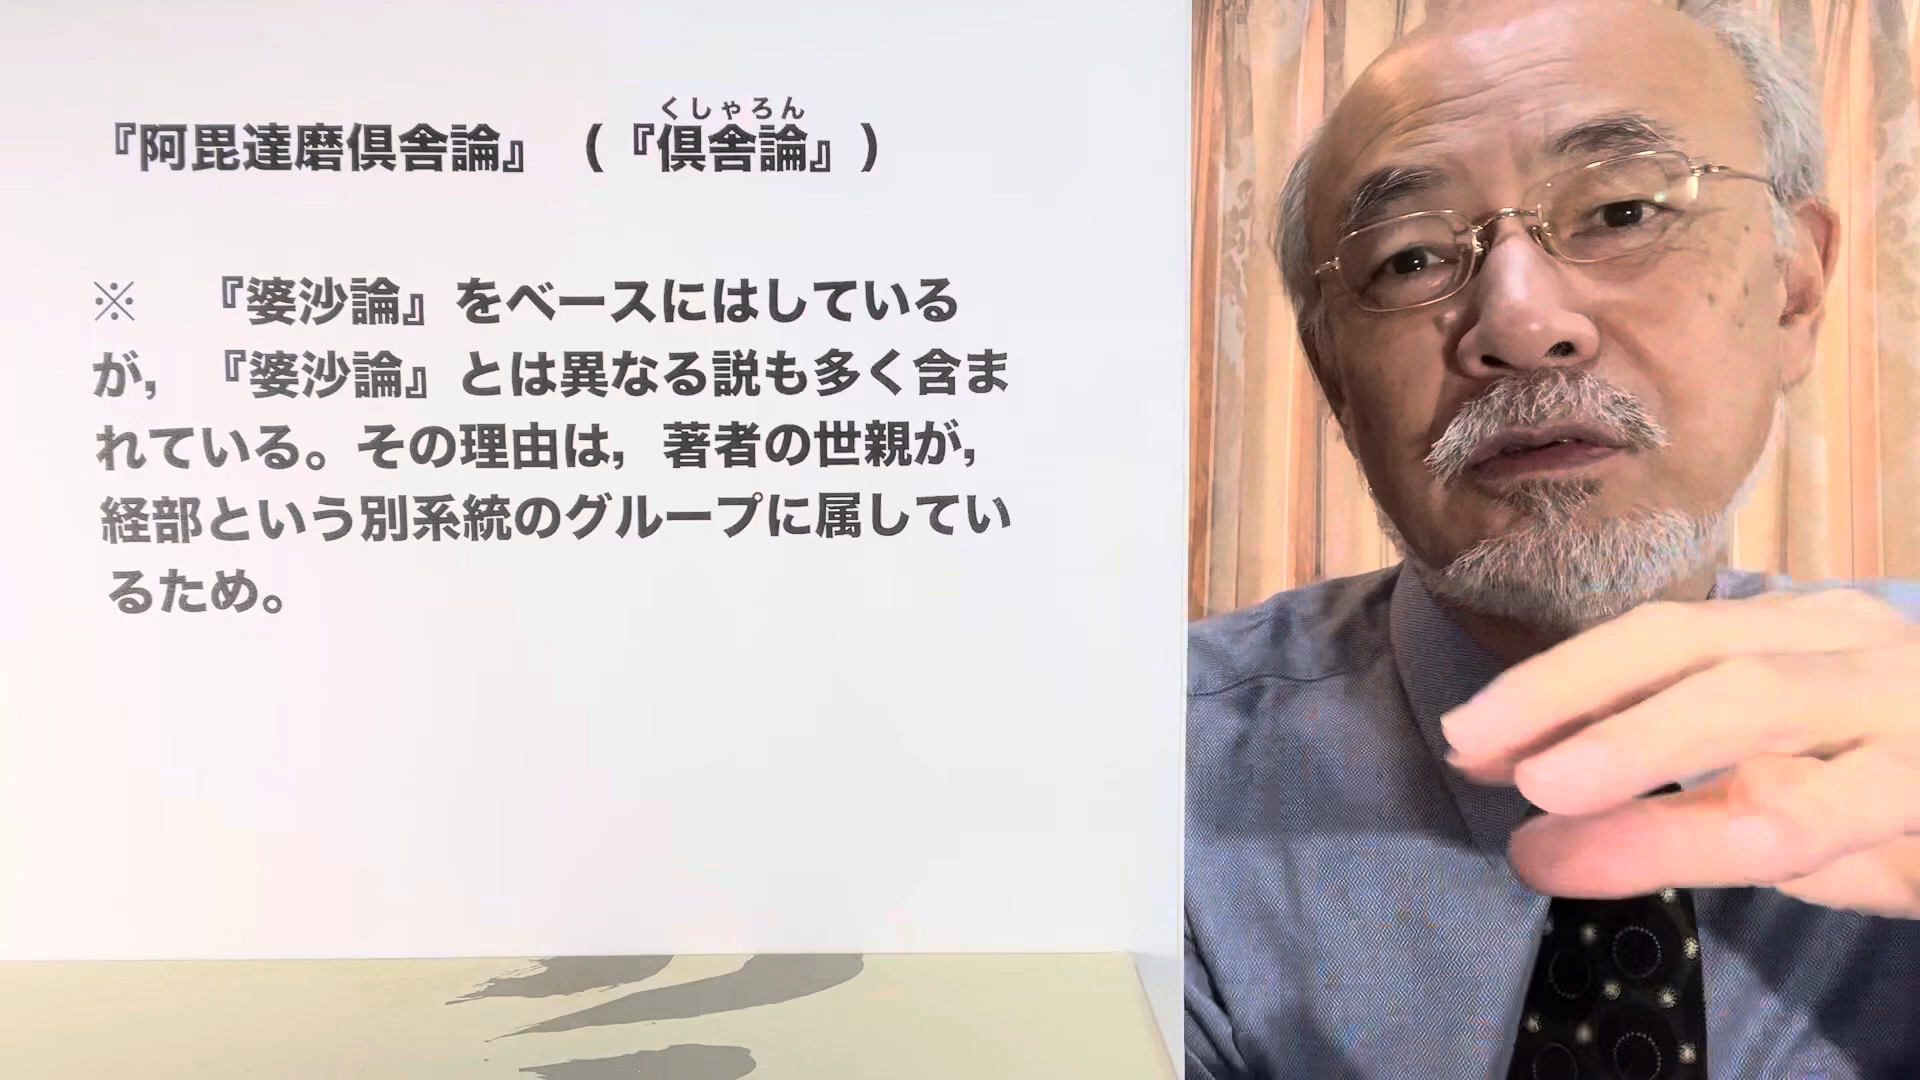 くしゃろん
『阿毘達磨倶舎論』（『倶舎論』）
※　『婆沙論』をベースにはしている
が，『婆沙論』とは異なる説も多く含ま
れている。その理由は，著者の世親が，
経部という別系統のグループに属してい
るため。